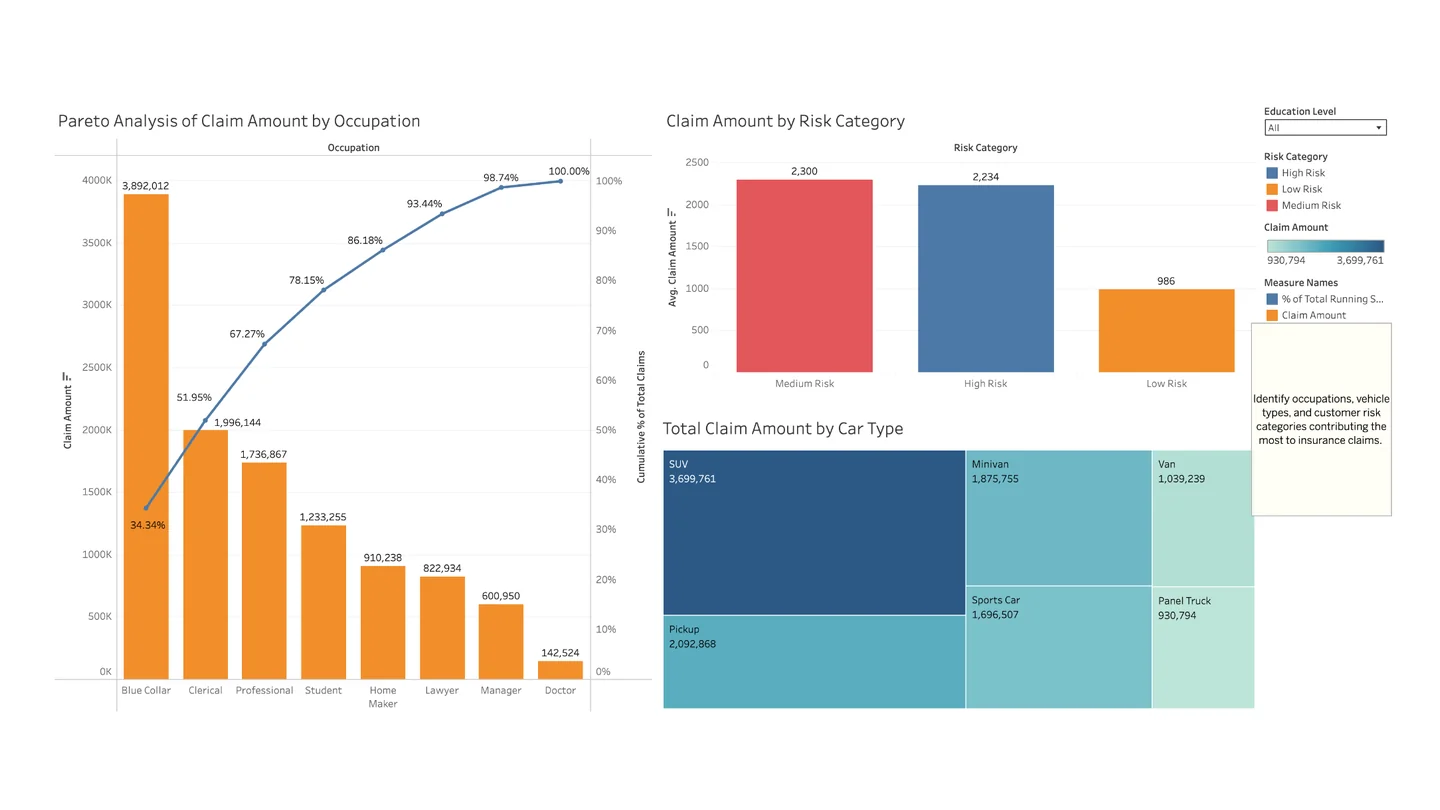 Pareto Analysis of Claim Amount by Occupation
Occupation
Claim Amount
4000K
3500K
3000K
2500K
2000K
1500K
1000K
500K
0K
3,892,012
1,996,144
1,736,867
1,233,255
910,238
822,934
600,950
142,524
34.34%
51.95%
67.27%
78.15%
86.18%
93.44%
98.74%
100.00%
100%
90%
80%
70%
60%
50%
40%
30%
20%
10%
0%
Cumulative % of Total Claims
Blue Collar
Clerical
Professional
Student
Home
Maker
Lawyer
Manager
Doctor
Claim Amount by Risk Category
Risk Category
Avg. Claim Amount
2500
2000
1500
1000
500
0
2,300
2,234
986
Medium Risk
High Risk
Low Risk
Total Claim Amount by Car Type
SUV
3,699,761
Pickup
2,092,868
Minivan
1,875,755
Sports Car
1,696,507
Van
1,039,239
Panel Truck
930,794
Education Level
All
Risk Category
High Risk
Low Risk
Medium Risk
Claim Amount
930,794 3,699,761
Measure Names
% of Total Running S...
Claim Amount
Identify occupations, vehicle
types, and customer risk
categories contributing the
most to insurance claims.